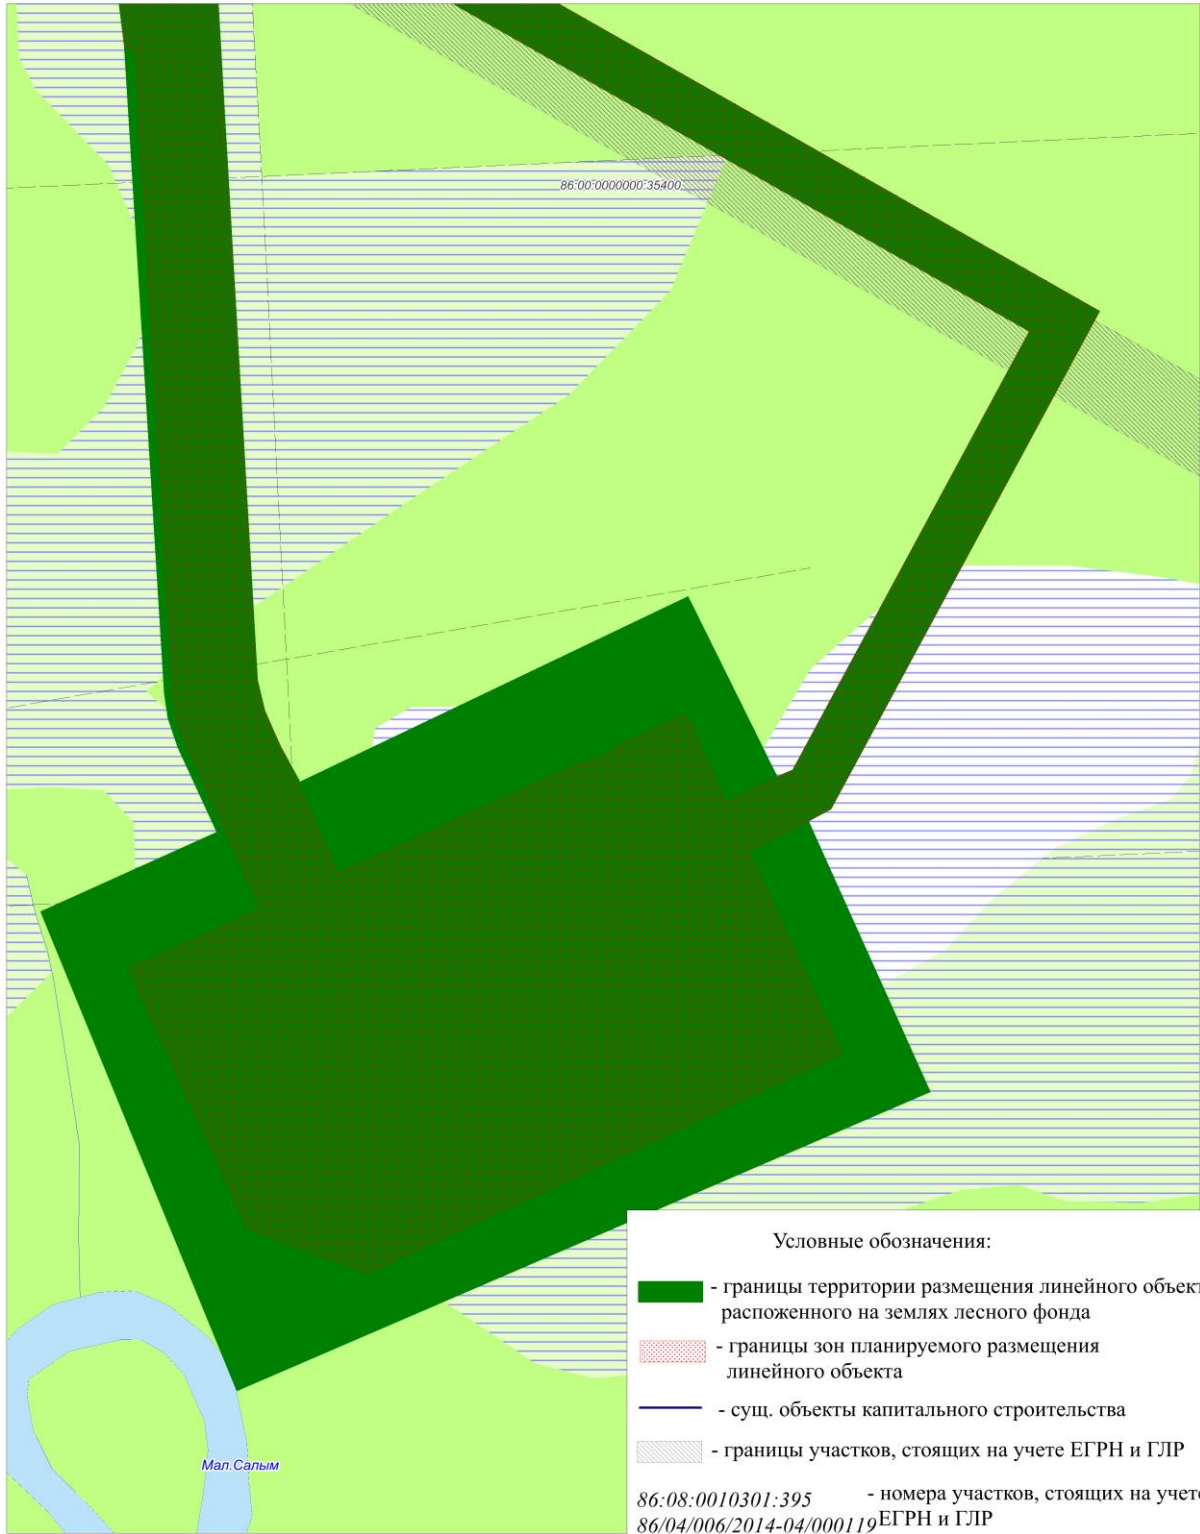 86:00:0000000:35400
Условные обозначения:
- границы территории размещения линейного объект
распоженного на землях лесного фонда
- границы зон планируемого размещения
линейного объекта
- сущ. объекты капитального строительства
- границы участков, стоящих на учете ЕГРН и ГЛР
Мал.Салым
86:08:0010301:395 - номера участков, стоящих на учете
86/04/006/2014-04/000119 ЕГРН и ГЛР